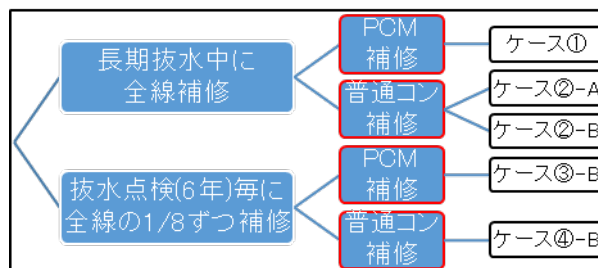 長期抜水中に
全線補修
PCM
補修
普通コン
補修
ケース①
ケース②-A
ケース②-B
抜水点検(6年)毎に
全線の1/8ずつ補修
PCM
補修
普通コン
補修
ケース③-B
ケース④-B